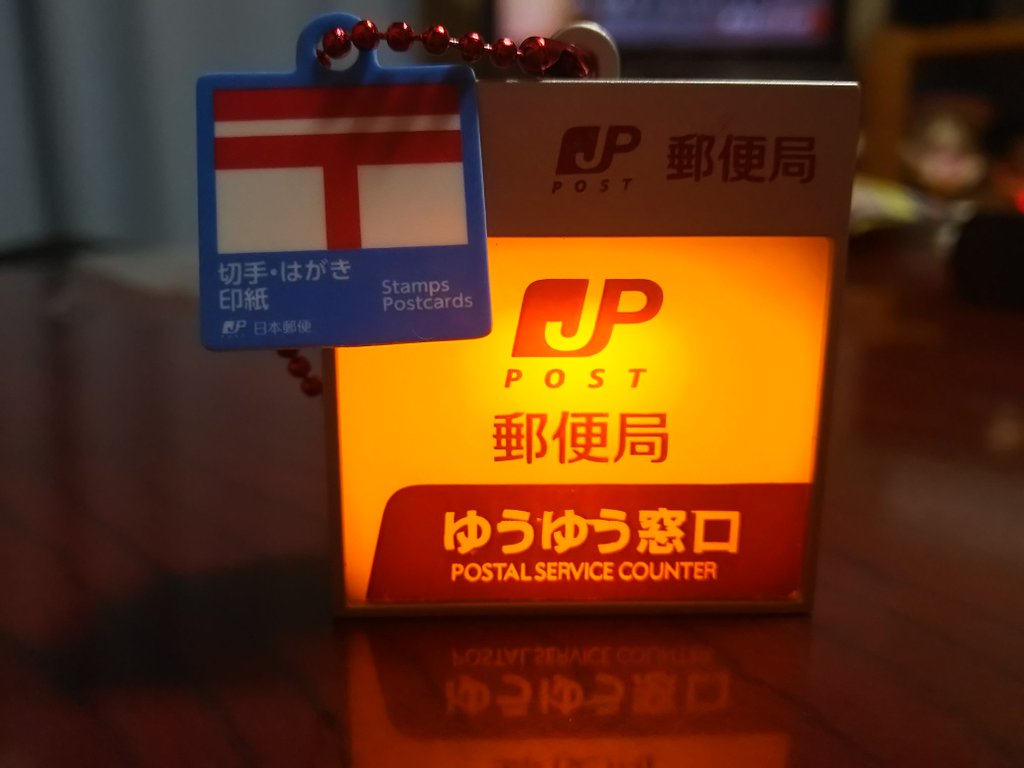 切手・はがき
印紙
Stamps
Postcards
JP 日本郵便
JP POST 郵便局
JP
POST
郵便局
ゆうゆう窓口
POSTAL SERVICE COUNTER